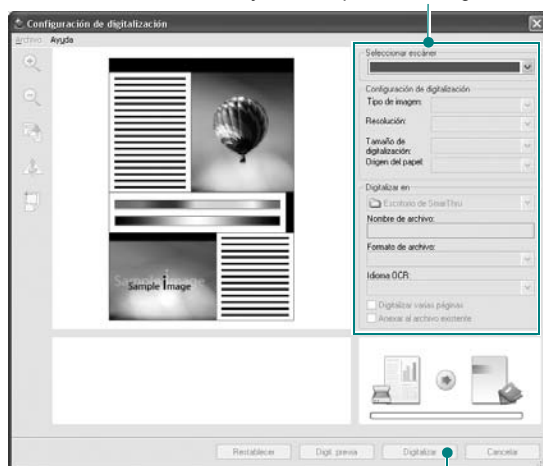 Configuración de digitalización
Archivo Ayuda
Seleccionar escáner
Configuración de digitalización
Tipo de imagen:
Resolución:
Tamaño de
digitalización:
Origen del papel:
Digitalizar en
Escritorio de SmarThru
Nombre de archivo:
Formato de archivo:
Idioma OCR:
Digitalizar varias páginas
Anexar al archivo existente
Sample Image
Restablecer Digit. previa Digitalizar Cancelar